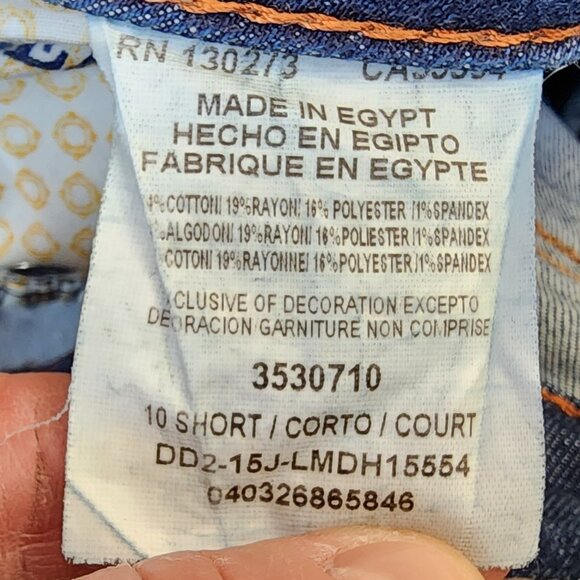 RN 130273
MADE IN EGYPT
HECHO EN EGIPTO
FABRIQUE EN EGYPTE
%COTTON/ 19%RAYON/ 16% POLYESTER /1%SPANDEX
%ALGODON/ 19%RAYON/ 16%POLIESTER /1%SPANDEX
COTON/ 19%RAYONNE/ 16%POLYESTER/1%SPANDEX
CLUSIVE OF DECORATION EXCEPTO
DECORACION GARNITURE NON COMPRISE
3530710
10 SHORT / CORTO / COURT
DD2-15J-LMDH15554
040326865846